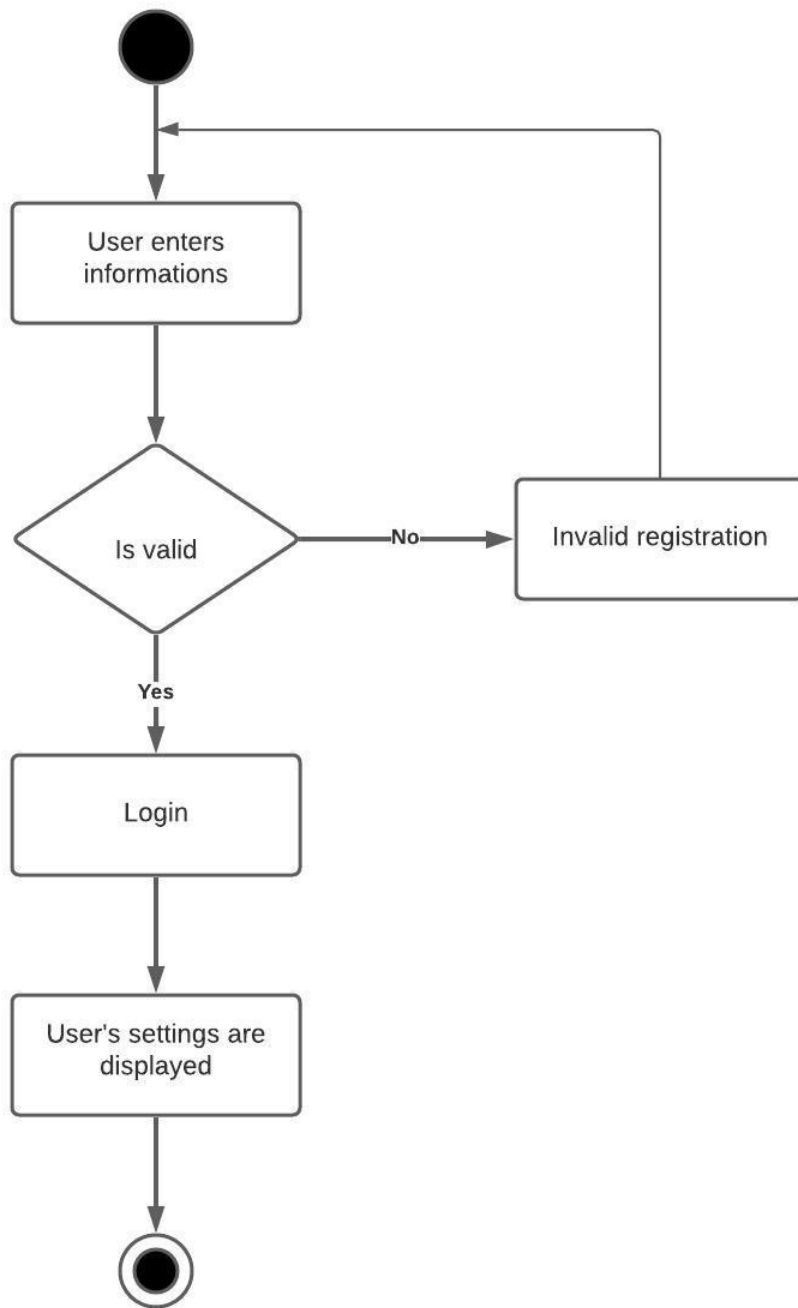 User enters
informations
Is valid
No
Invalid registration
Yes
Login
User's settings are
displayed